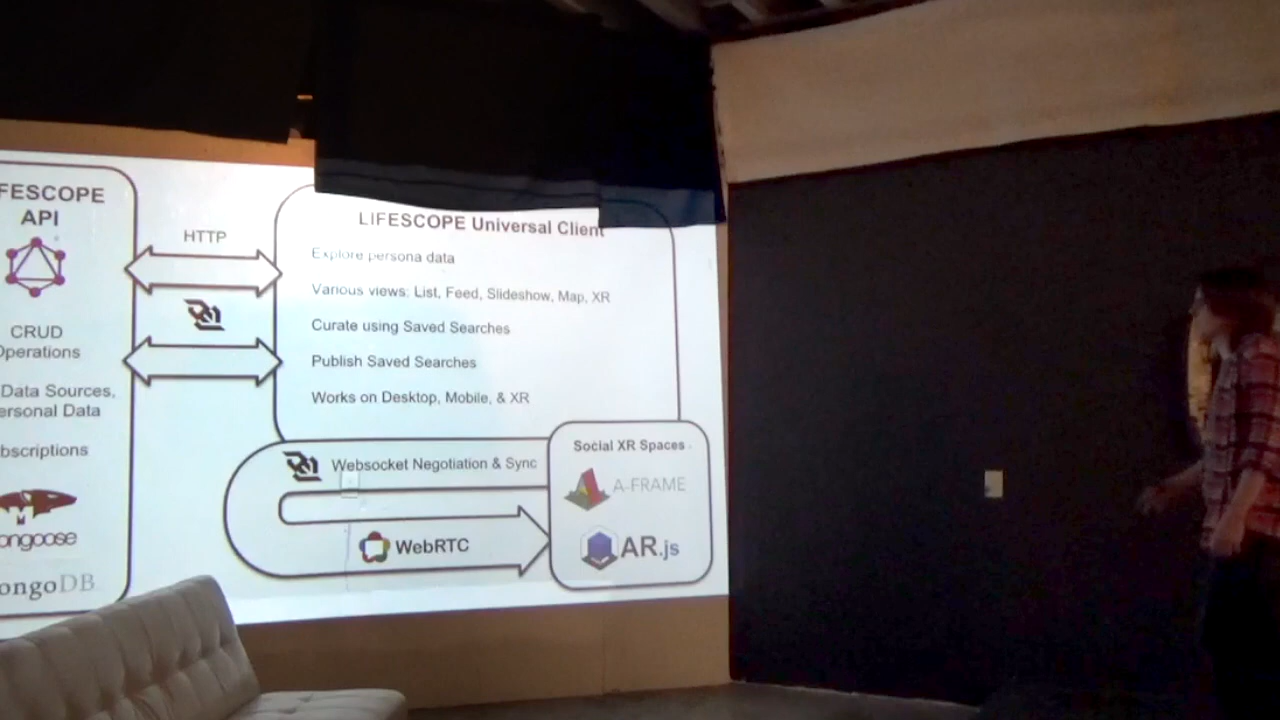 FESCOPE
API
CRUD
Operations
Data Sources,
ersonal Data
bscriptions
ongoose
ongoDB
HTTP
LIFESCOPE Universal Client
Explore persona data
Various views: List, Feed, Slideshow, Map, XR
Curate using Saved Searches
Publish Saved Searches
Works on Desktop, Mobile, & XR
Websocket Negotiation & Sync
WebRTC
Social XR Spaces
A-FRAME
AR.js